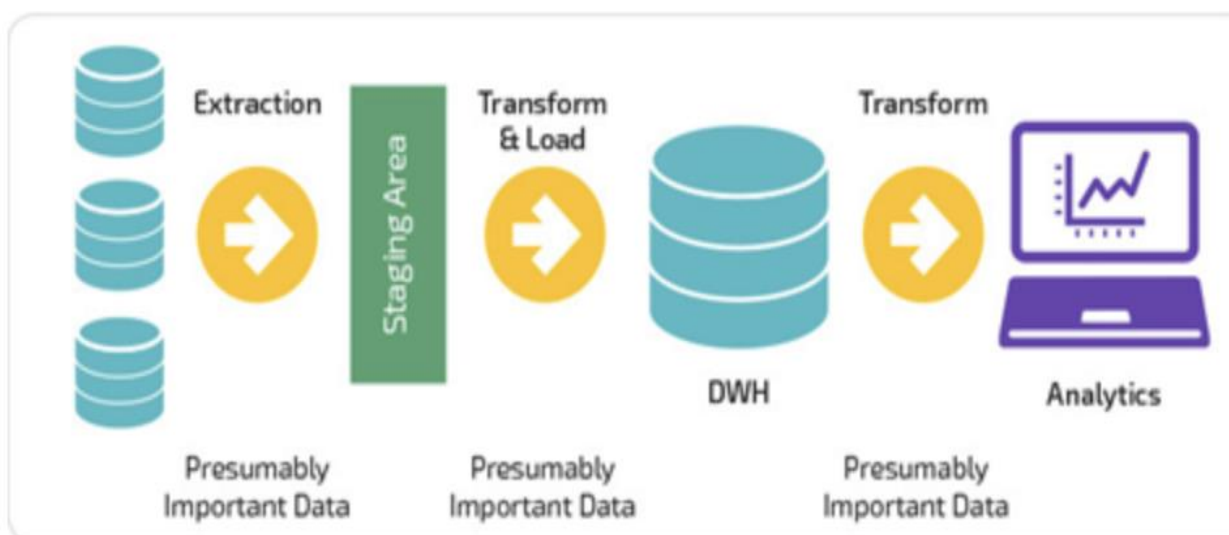 Extraction
Staging Area
Transform
& Load
Transform
DWH
Analytics
Presumably
Important Data
Presumably
Important Data
Presumably
Important Data